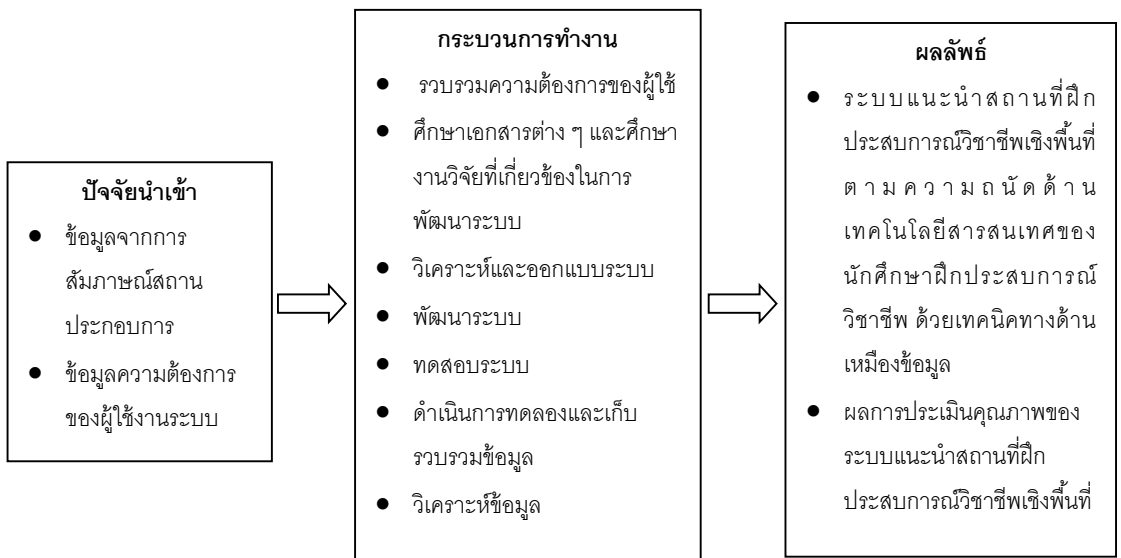 ปัจจัยนำเข้า
● ข้อมูลจากการ
สัมภาษณ์สถาน
ประกอบการ
● ข้อมูลความต้องการ
ของผู้ใช้งานระบบ
กระบวนการทำงาน
● รวบรวมความต้องการของผู้ใช้
● ศึกษาเอกสารต่าง ๆ และศึกษา
งานวิจัยที่เกี่ยวข้องในการ
พัฒนาระบบ
● วิเคราะห์และออกแบบระบบ
● พัฒนาระบบ
● ทดสอบระบบ
● ดำเนินการทดลองและเก็บ
รวบรวมข้อมูล
● วิเคราะห์ข้อมูล
ผลลัพธ์
● ระบบแนะนำสถานที่ฝึก
ประสบการณ์วิชาชีพเชิงพื้นที่
ตามความถนัดด้าน
เทคโนโลยีสารสนเทศของ
นักศึกษาฝึกประสบการณ์
วิชาชีพ ด้วยเทคนิคทางด้าน
เหมืองข้อมูล
● ผลการประเมินคุณภาพของ
ระบบแนะนำสถานที่ฝึก
ประสบการณ์วิชาชีพเชิงพื้นที่